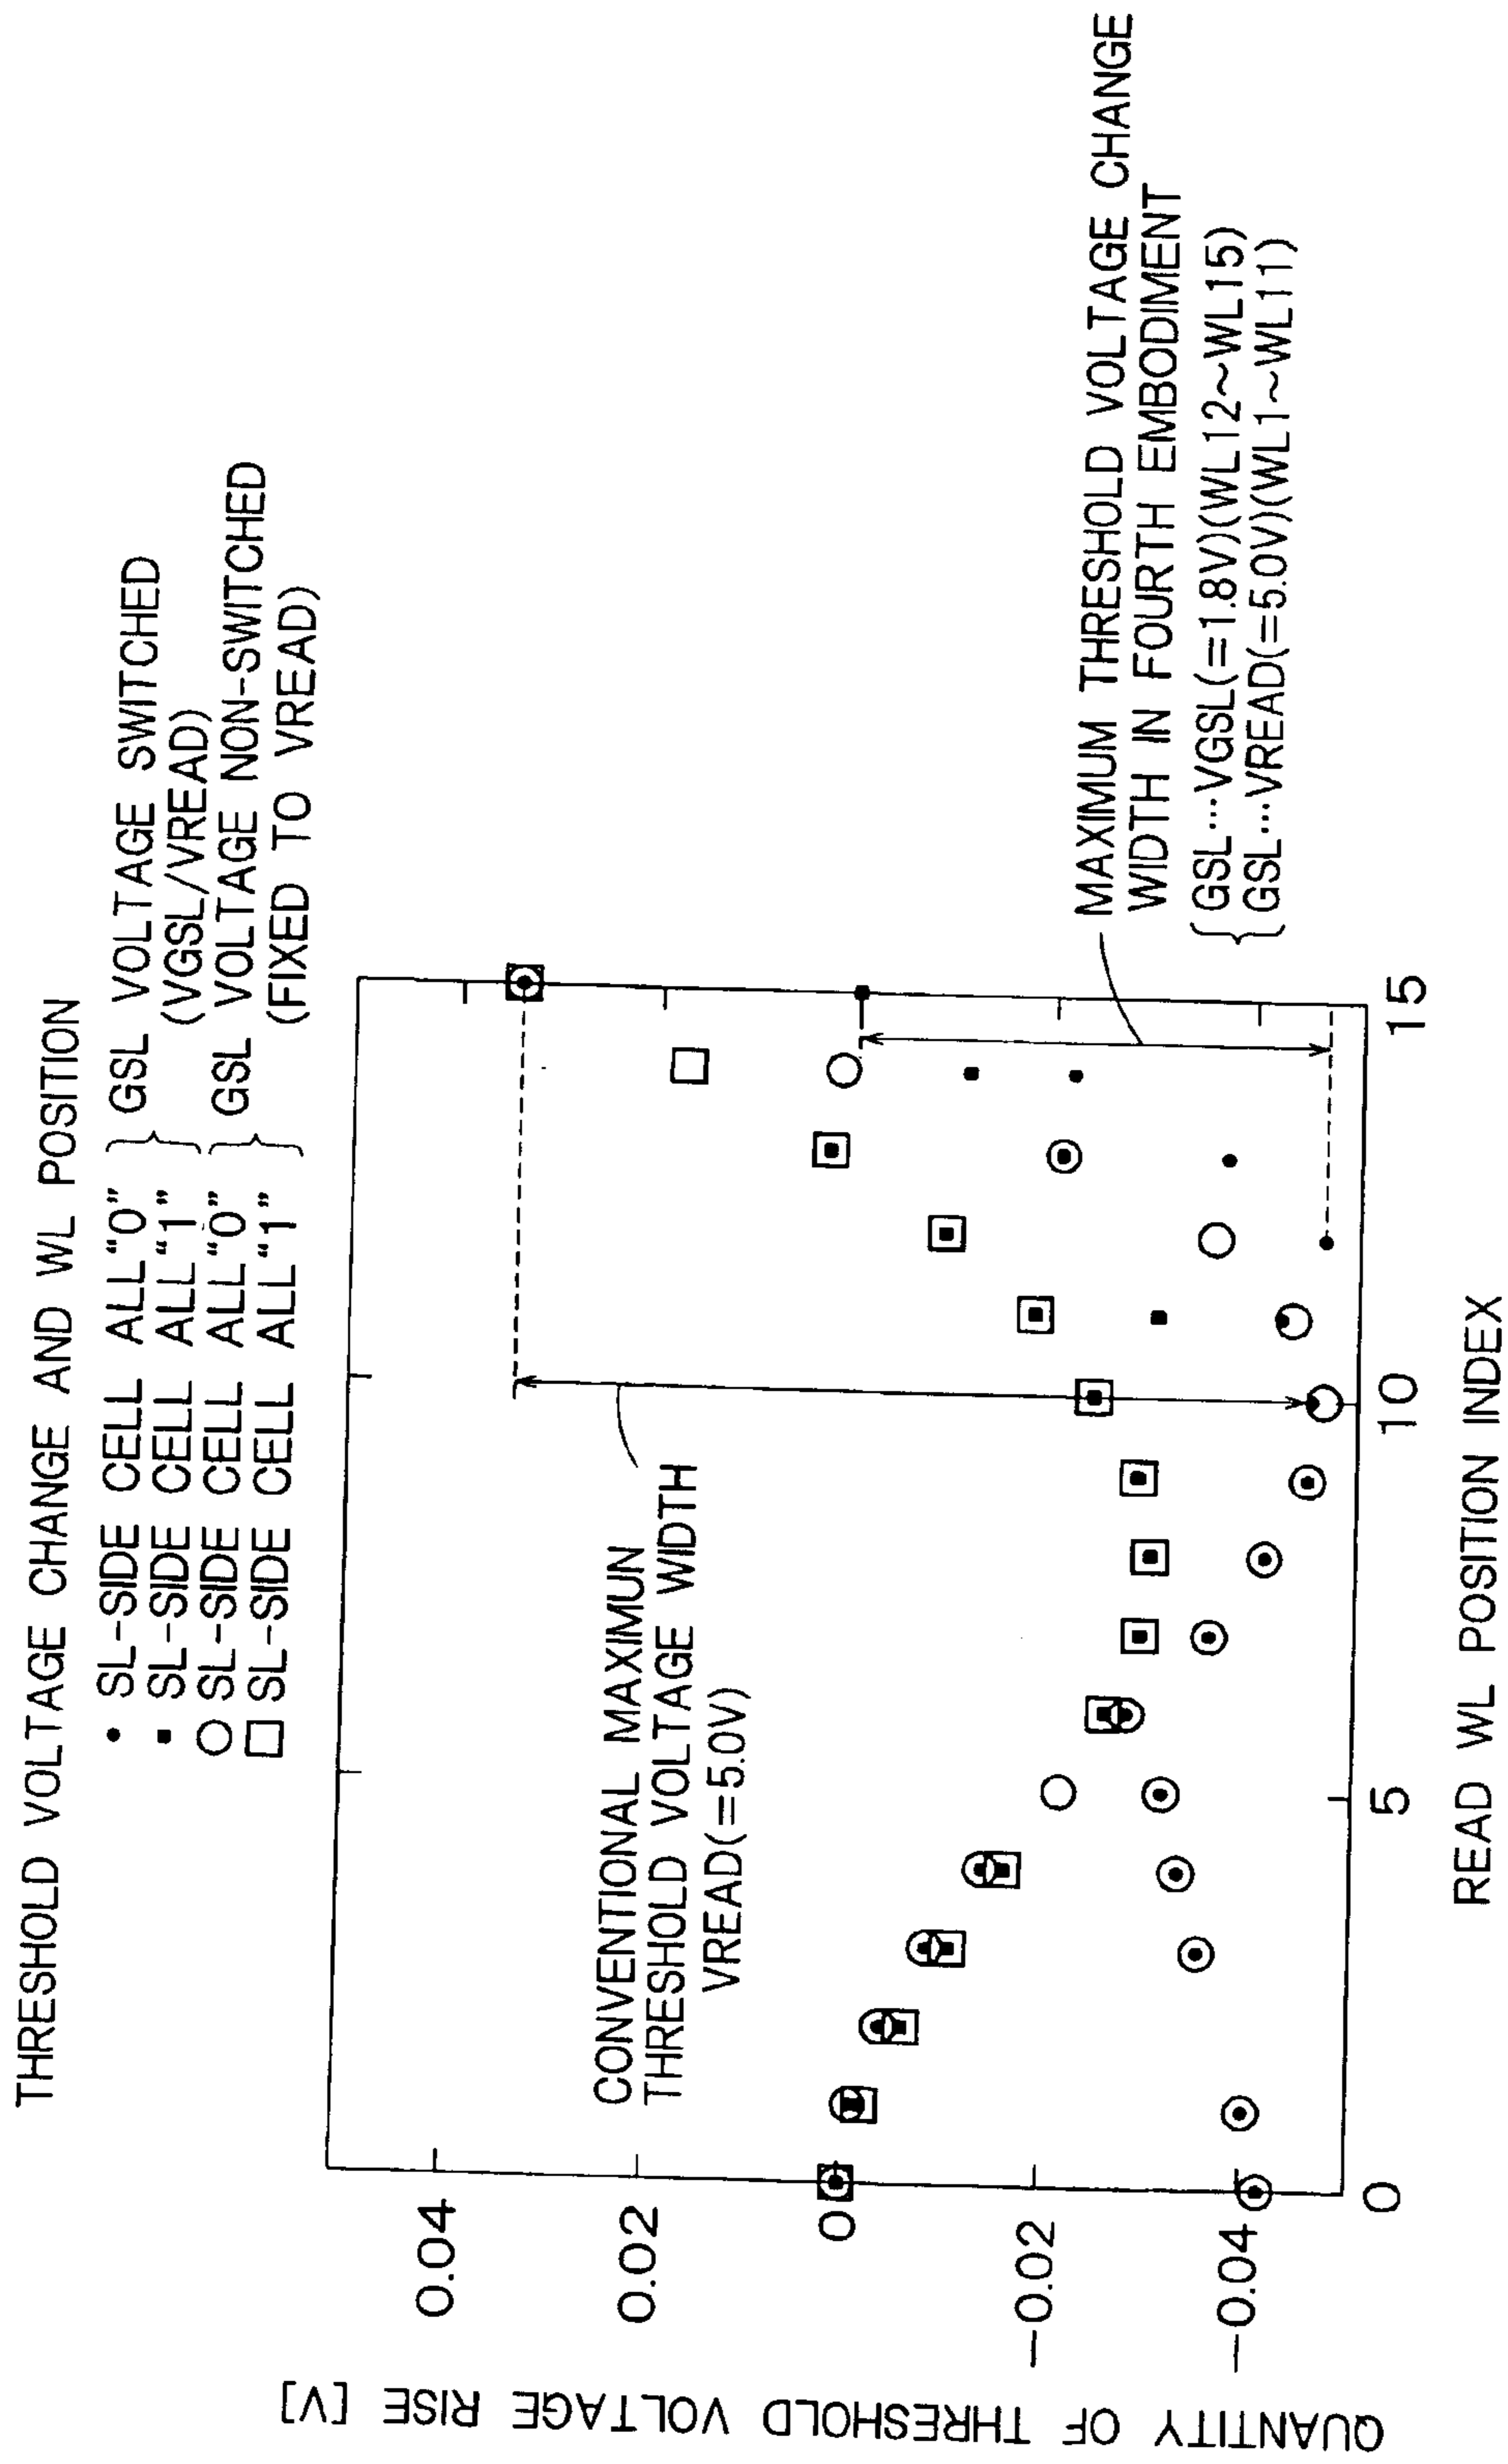 THRESHOLD VOLTAGE CHANGE AND WL POSITION
• SL-SIDE CELL ALL "0" } GSL VOLTAGE SWITCHED
▪ SL-SIDE CELL ALL "1" } (VGSL/VREAD)
○ SL-SIDE CELL ALL "0" } GSL VOLTAGE NON-SWITCHED
□ SL-SIDE CELL ALL "1" } (FIXED TO VREAD)
QUANTITY OF THRESHOLD VOLTAGE RISE [V]
0.04
0.02
0
-0.02
-0.04
CONVENTIONAL MAXIMUN
THRESHOLD VOLTAGE WIDTH
VREAD(=5.0V)
MAXIMUM THRESHOLD VOLTAGE CHANGE
WIDTH IN FOURTH EMBODIMENT
{GSL···VGSL(=1.8V)(WL12~WL15)
{GSL···VREAD(=5.0V)(WL1~WL11)
0
5
10
15
READ WL POSITION INDEX